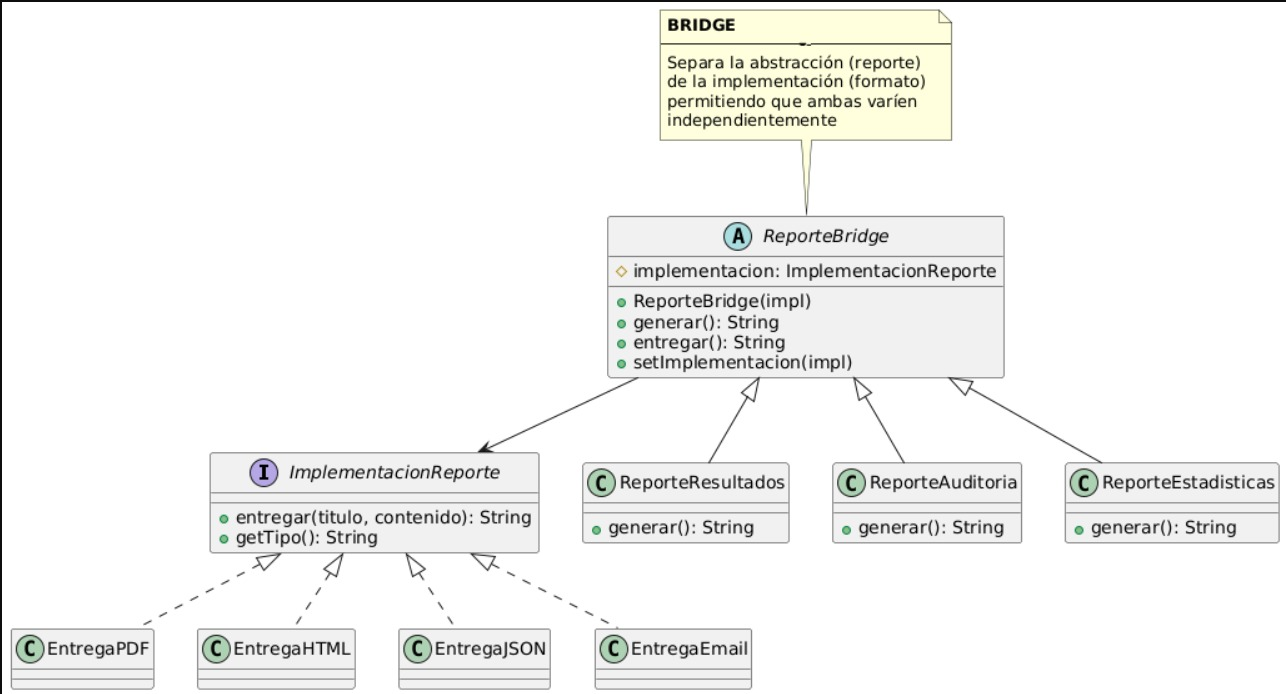 BRIDGE
Separa la abstracción (reporte)
de la implementación (formato)
permitiendo que ambas varíen
independientemente
A ReporteBridge
implementacion: ImplementacionReporte
ReporteBridge(impl)
generar(): String
entregar(): String
setImplementacion(impl)
I ImplementacionReporte
entregar(titulo, contenido): String
getTipo(): String
C ReporteResultados
generar(): String
C ReporteAuditoria
generar(): String
C ReporteEstadisticas
generar(): String
C EntregaPDF
C EntregaHTML
C EntregaJSON
C EntregaEmail